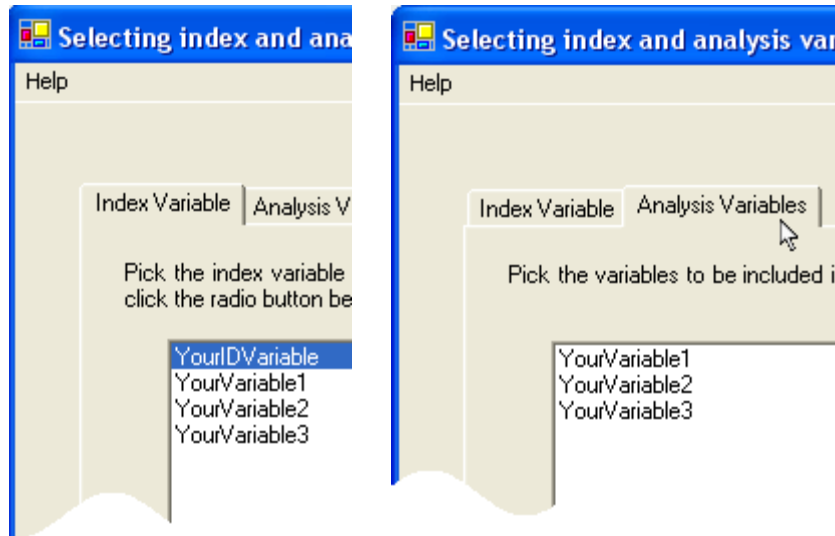 Selecting index and ana
Help
Index Variable
Analysis V
Pick the index variable
click the radio button be
YourIDVariable
YourVariable1
YourVariable2
YourVariable3
Selecting index and analysis var
Help
Index Variable
Analysis Variables
Pick the variables to be included i
YourVariable1
YourVariable2
YourVariable3